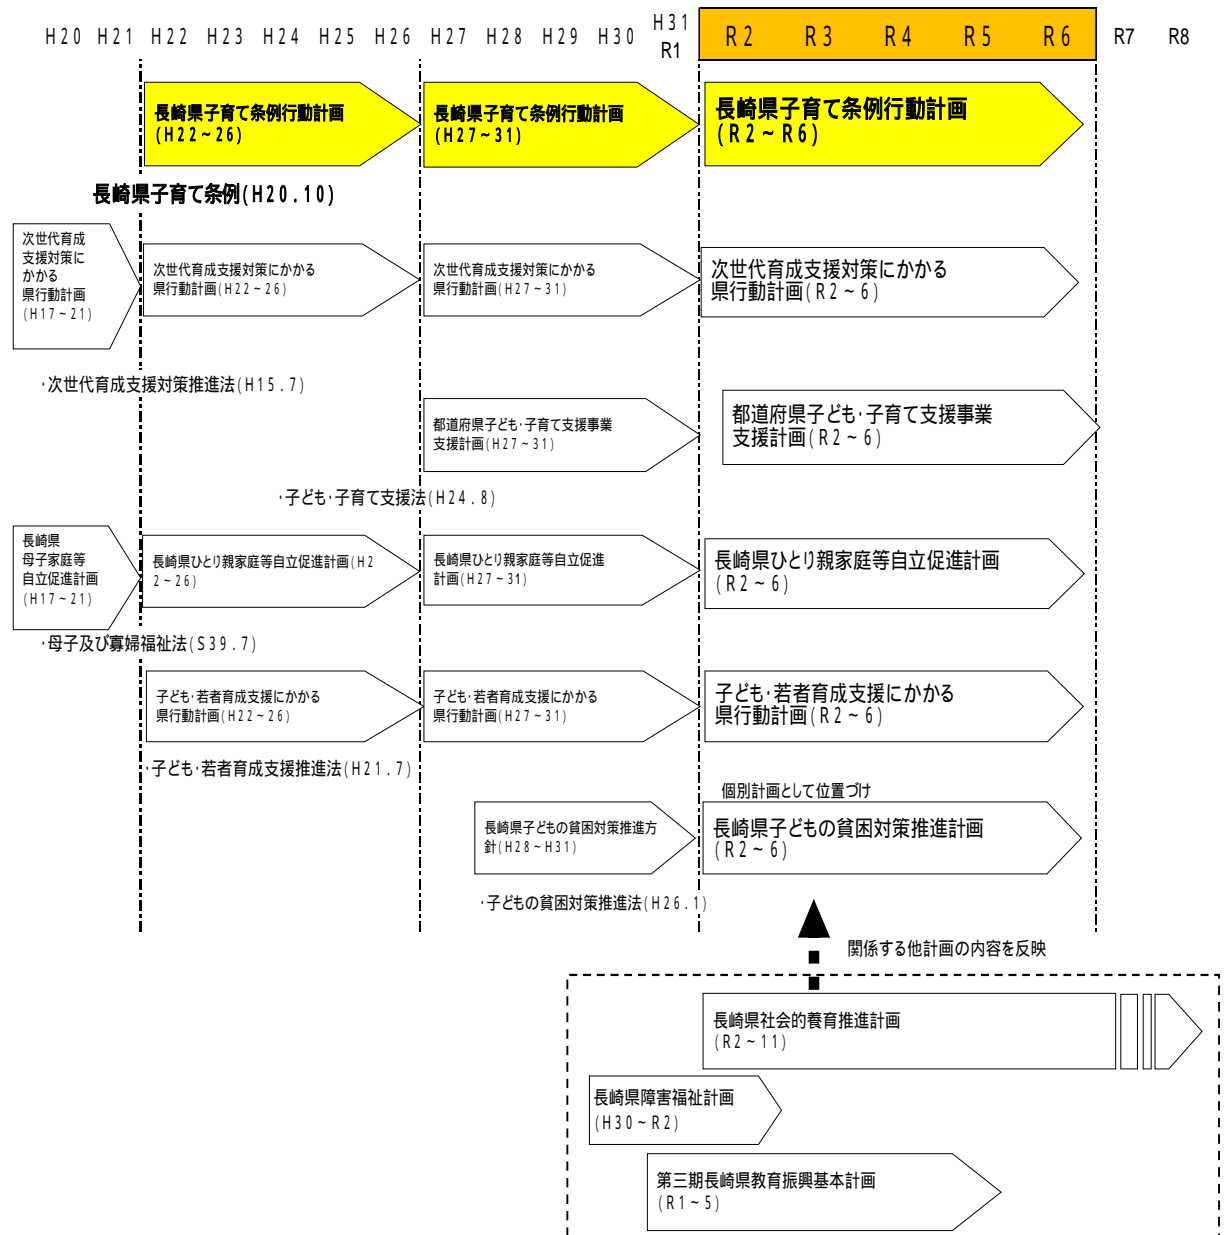 H20 H21 H22 H23 H24 H25 H26 H27 H28 H29 H30 H31 R1 R2 R3 R4 R5 R6 R7 R8
長崎県子育て条例行動計画
(H22~26)
長崎県子育て条例行動計画
(H27~31)
長崎県子育て条例行動計画
(R2~R6)
長崎県子育て条例(H20.10)
次世代育成
支援対策に
かかる
県行動計画
(H17~21)
次世代育成支援対策にかかる
県行動計画(H22~26)
次世代育成支援対策にかかる
県行動計画(H27~31)
次世代育成支援対策にかかる
県行動計画(R2~6)
・次世代育成支援対策推進法(H15.7)
都道府県子ども・子育て支援事業
支援計画(H27~31)
都道府県子ども・子育て支援事業
支援計画(R2~6)
・子ども・子育て支援法(H24.8)
長崎県
母子家庭等
自立促進計画
(H17~21)
長崎県ひとり親家庭等自立促進計画(H2
2~26)
長崎県ひとり親家庭等自立促進
計画(H27~31)
長崎県ひとり親家庭等自立促進計画
(R2~6)
・母子及び寡婦福祉法(S39.7)
子ども・若者育成支援にかかる
県行動計画(H22~26)
子ども・若者育成支援にかかる
県行動計画(H27~31)
子ども・若者育成支援にかかる
県行動計画(R2~6)
・子ども・若者育成支援推進法(H21.7)
個別計画として位置づけ
長崎県子どもの貧困対策推進方
針(H28~H31)
長崎県子どもの貧困対策推進計画
(R2~6)
・子どもの貧困対策推進法(H26.1)
関係する他計画の内容を反映
長崎県社会的養育推進計画
(R2~11)
長崎県障害福祉計画
(H30~R2)
第三期長崎県教育振興基本計画
(R1~5)